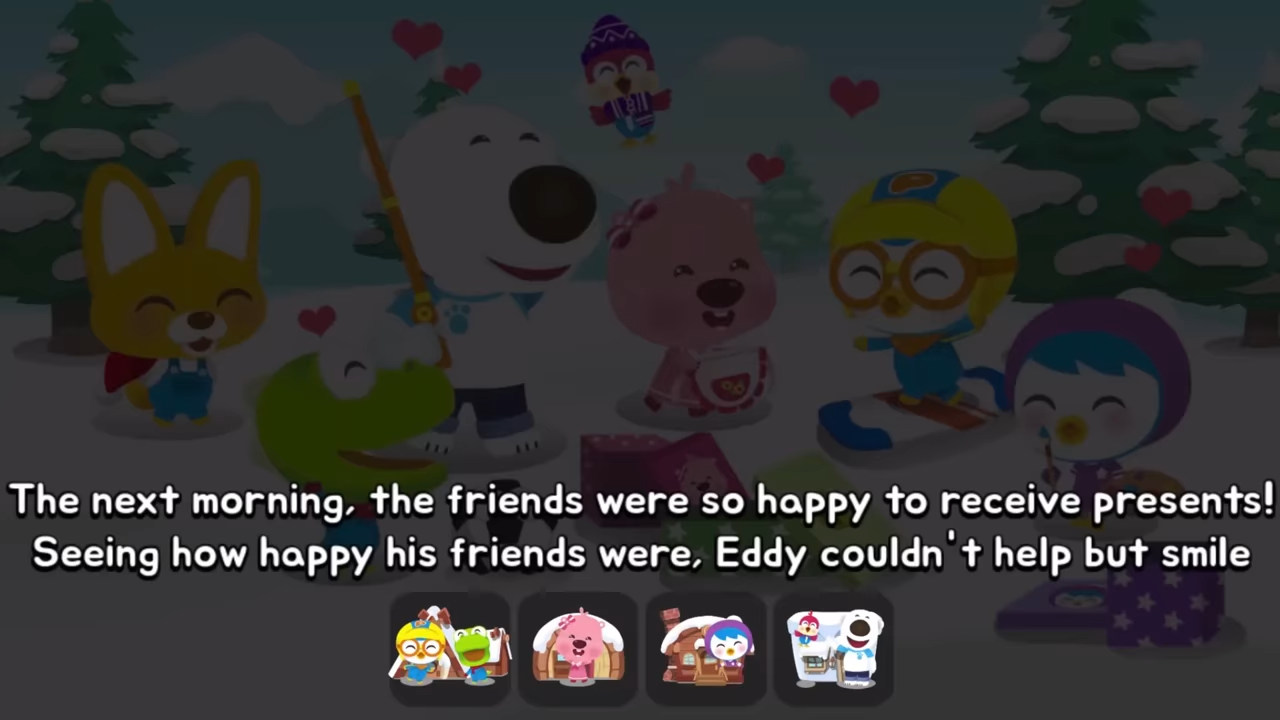 The next morning, the friends were so happy to receive presents!
Seeing how happy his friends were, Eddy couldn't help but smile